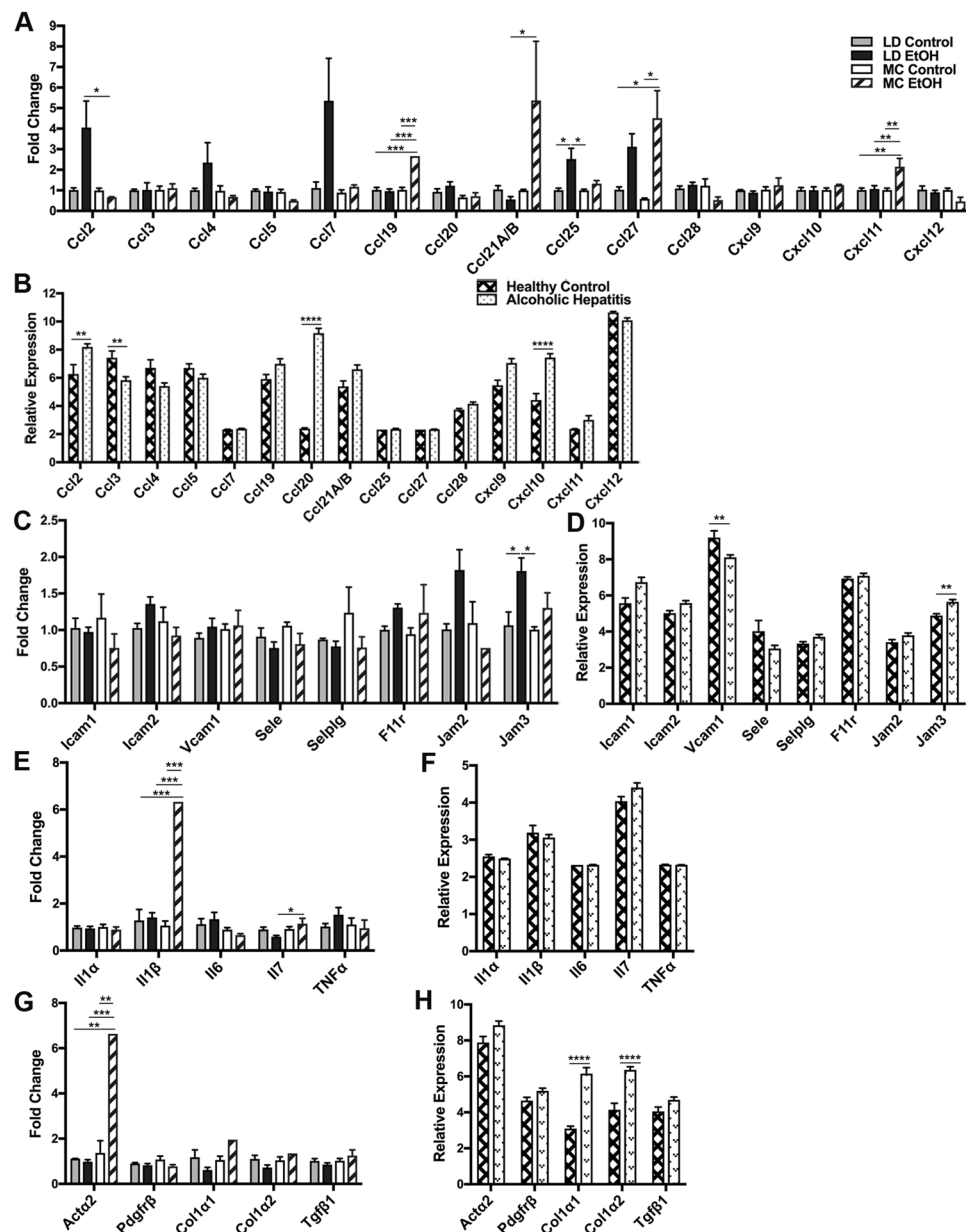 A
LD Control
LD EtOH
MC Control
MC EtOH
Fold Change
9
8
7
6
5
4
3
2
1
0
* *** *** *** * * * * * ** ** **
Ccl2 Ccl3 Ccl4 Ccl5 Ccl7 Ccl19 Ccl20 Ccl21A/B Ccl25 Ccl27 Ccl28 Cxcl9 Cxcl10 Cxcl11 Cxcl12
B
Healthy Control
Alcoholic Hepatitis
Relative Expression
12
10
8
6
4
2
0
** ** **** ****
Ccl2 Ccl3 Ccl4 Ccl5 Ccl7 Ccl19 Ccl20 Ccl21A/B Ccl25 Ccl27 Ccl28 Cxcl9 Cxcl10 Cxcl11 Cxcl12
C
Fold Change
2.5
2.0
1.5
1.0
0.5
0.0
* *
Icam1 Icam2 Vcam1 Sele Selplg F11r Jam2 Jam3
D
Relative Expression
10
8
6
4
2
0
** **
Icam1 Icam2 Vcam1 Sele Selplg F11r Jam2 Jam3
E
Fold Change
8
6
4
2
0
*** *** *** *
Il1α Il1β Il6 Il7 TNFα
F
Relative Expression
5
4
3
2
1
0
Il1α Il1β Il6 Il7 TNFα
G
Fold Change
8
6
4
2
0
** *** **
Actα2 Pdgfrβ Col1α1 Col1α2 Tgfβ1
H
Relative Expression
10
8
6
4
2
0
**** ****
Actα2 Pdgfrβ Col1α1 Col1α2 Tgfβ1